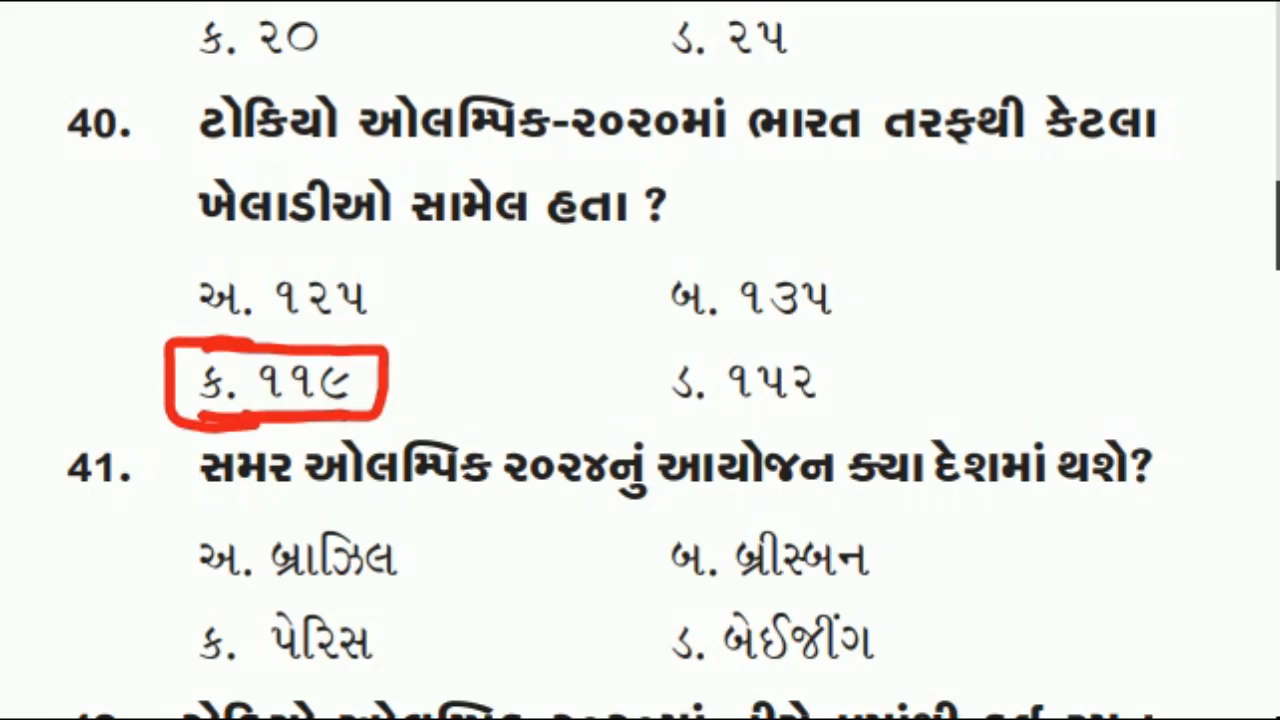 ક. ૨૦ ડ. ૨૫
40. ટોકિયો ઓલમ્પિક-૨૦૨૦માં ભારત તરફથી કેટલા
ખેલાડીઓ સામેલ હતા ?
અ. ૧૨૫ બ. ૧૩૫
ક. ૧૧૯ ડ. ૧૫૨
41. સમર ઓલમ્પિક ૨૦૨૪નું આયોજન ક્યા દેશમાં થશે?
અ. બ્રાઝિલ બ. બ્રીસ્બન
ક. પેરિસ ડ. બેઈજીંગ